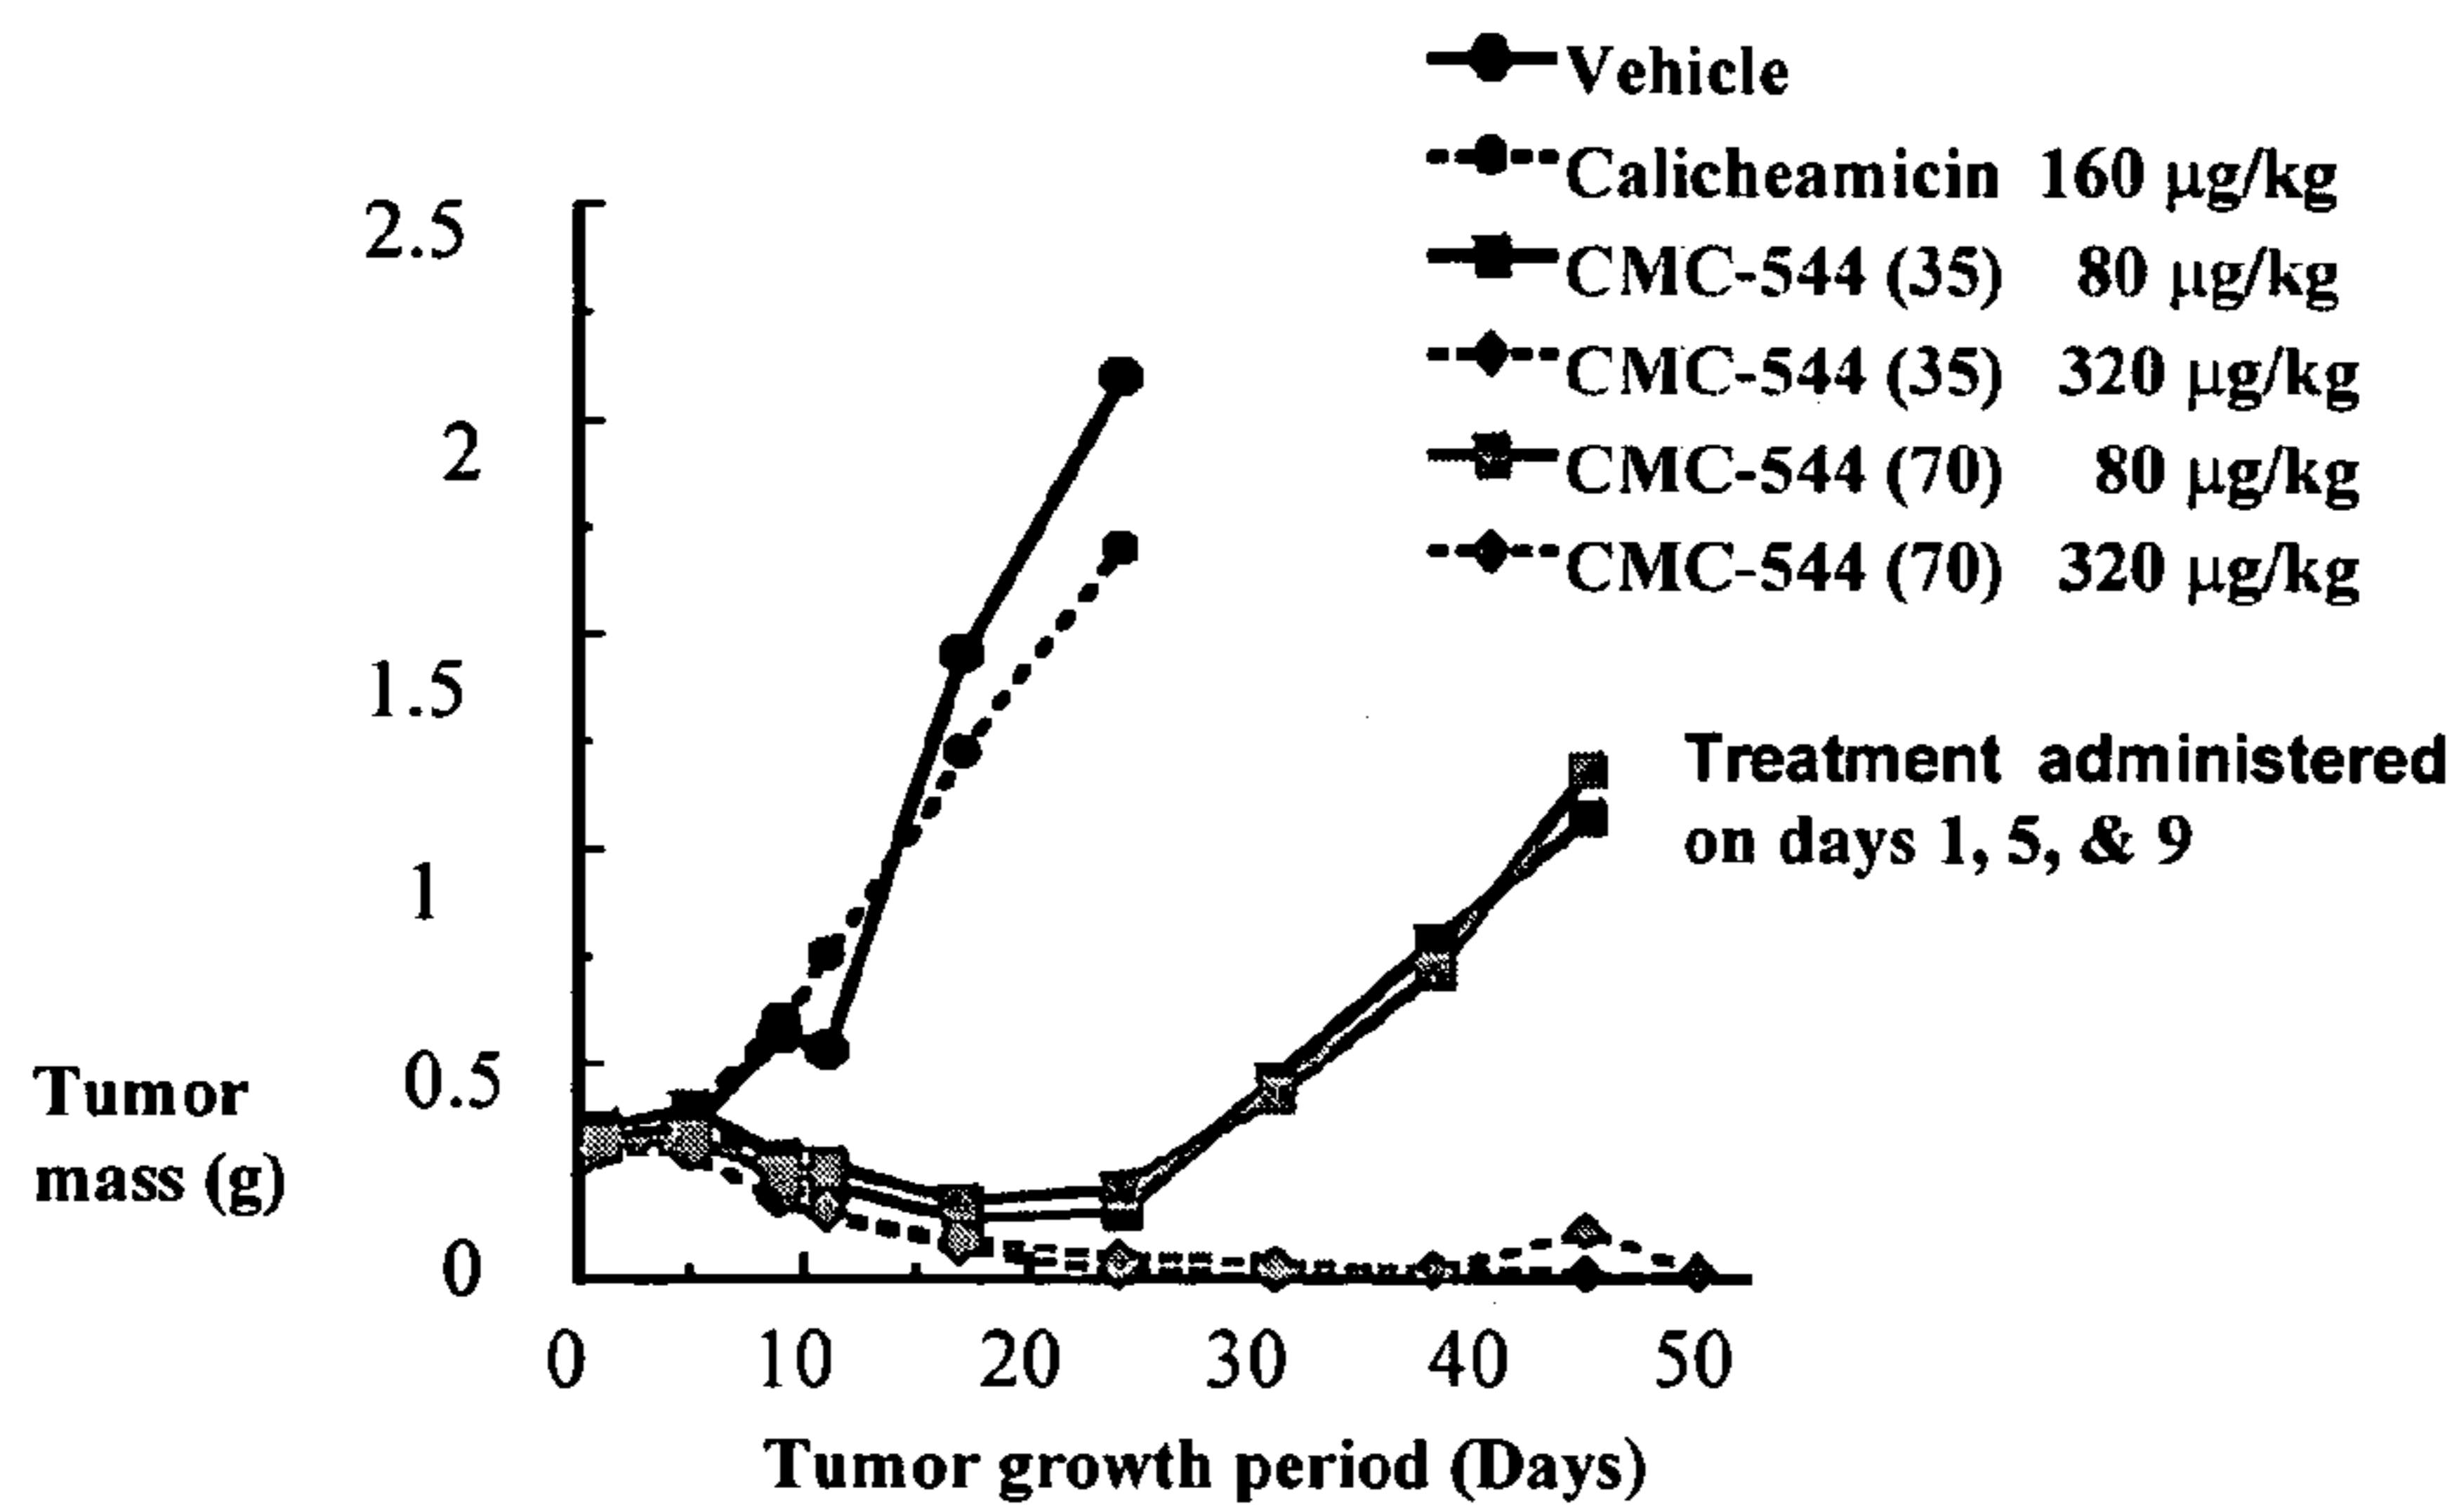 Vehicle
Calicheamicin 160 μg/kg
CMC-544 (35) 80 μg/kg
CMC-544 (35) 320 μg/kg
CMC-544 (70) 80 μg/kg
CMC-544 (70) 320 μg/kg
2.5
2
1.5
1
0.5
0
Treatment administered
on days 1, 5, & 9
Tumor
mass (g)
0 10 20 30 40 50
Tumor growth period (Days)